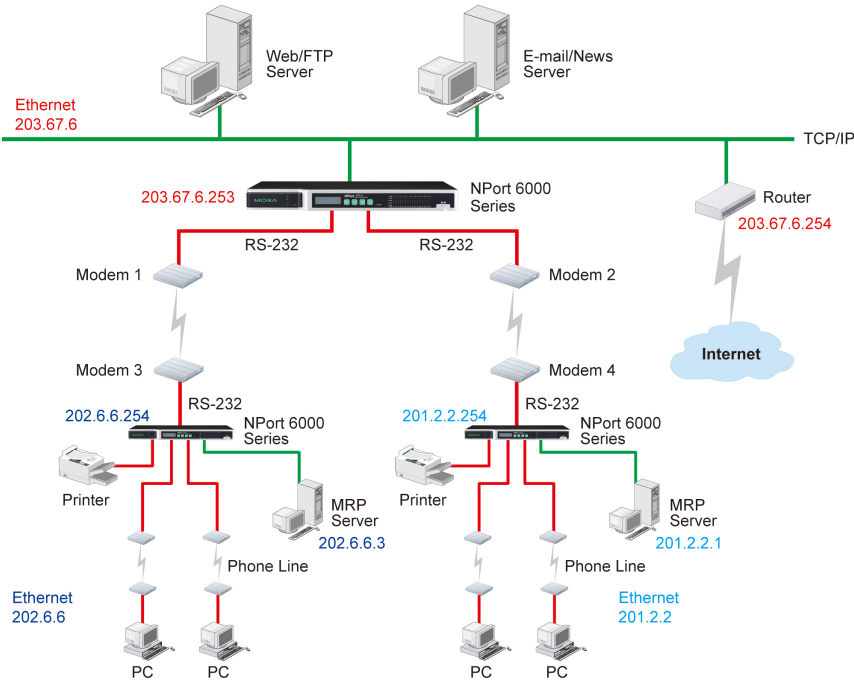 Web/FTP
Server
E-mail/News
Server
Ethernet
203.67.6
TCP/IP
203.67.6.253
MOXA
NPort 6000
Series
Router
203.67.6.254
RS-232
RS-232
Modem 1
Modem 2
Internet
Modem 3
Modem 4
RS-232
RS-232
202.6.6.254
NPort 6000
Series
201.2.2.254
NPort 6000
Series
Printer
MRP
Server
202.6.6.3
Printer
MRP
Server
201.2.2.1
Phone Line
Phone Line
Ethernet
202.6.6
Ethernet
201.2.2
PC
PC
PC
PC